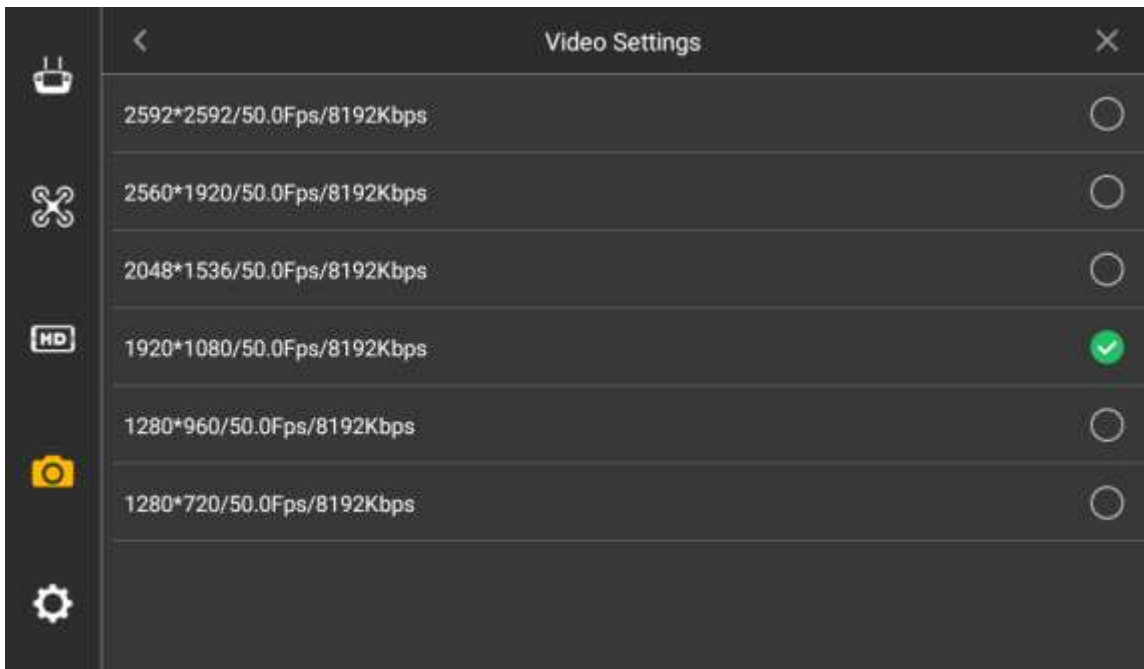 Video Settings
2592*2592/50.0Fps/8192Kbps
2560*1920/50.0Fps/8192Kbps
2048*1536/50.0Fps/8192Kbps
HD
1920*1080/50.0Fps/8192Kbps
1280*960/50.0Fps/8192Kbps
1280*720/50.0Fps/8192Kbps